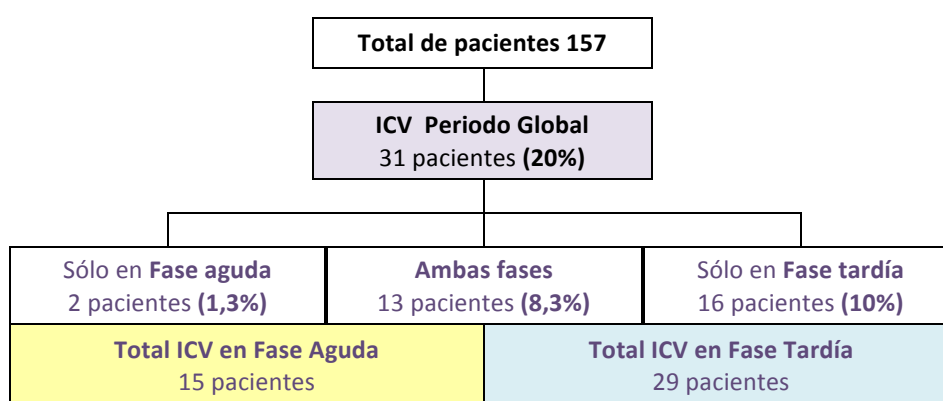 Total de pacientes 157
ICV Periodo Global
31 pacientes (20%)
Sólo en Fase aguda
2 pacientes (1,3%)
Ambas fases
13 pacientes (8,3%)
Sólo en Fase tardía
16 pacientes (10%)
Total ICV en Fase Aguda
15 pacientes
Total ICV en Fase Tardía
29 pacientes